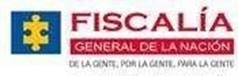 FISCALÍA
GENERAL DE LA NACIÓN
DE LA GENTE, POR LA GENTE, PARA LA GENTE